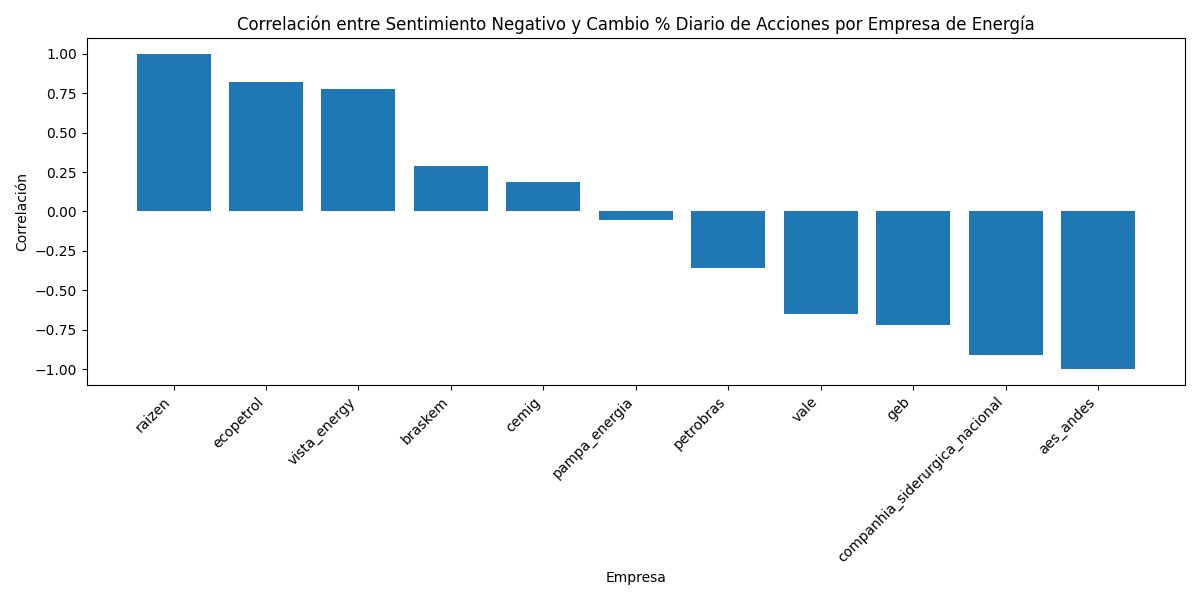 Correlación entre Sentimiento Negativo y Cambio % Diario de Acciones por Empresa de Energía
Correlación
1.00
0.75
0.50
0.25
0.00
−0.25
−0.50
−0.75
−1.00
raizen
ecopetrol
vista_energy
braskem
cemig
pampa_energia
petrobras
vale
geb
companhia_siderurgica_nacional
aes_andes
Empresa